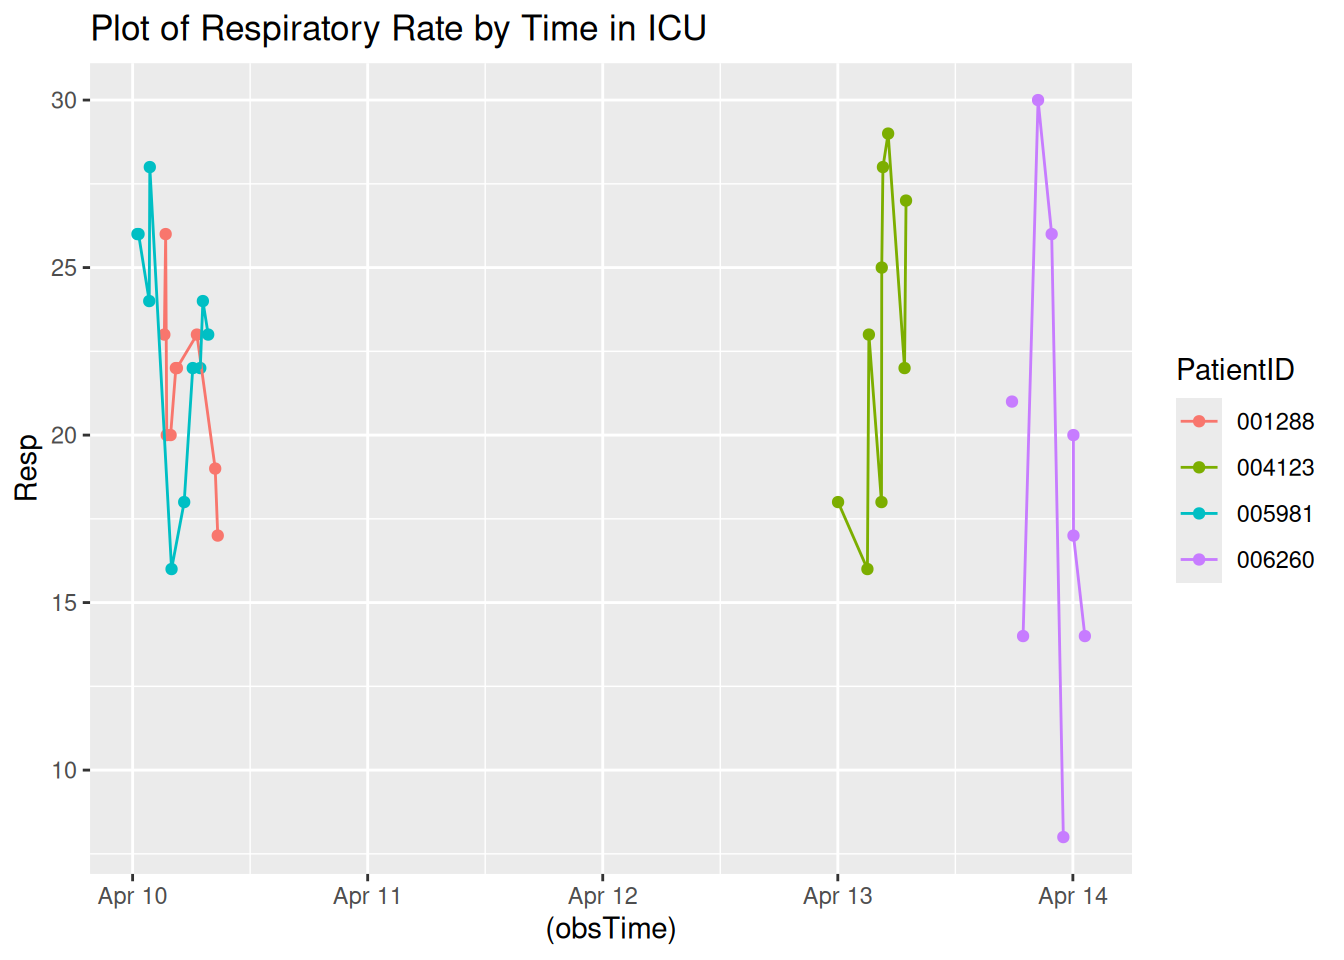 Plot of Respiratory Rate by Time in ICU
30
25
20
15
10
Resp
Apr 10
Apr 11
Apr 12
Apr 13
Apr 14
(obsTime)
PatientID
001288
004123
005981
006260